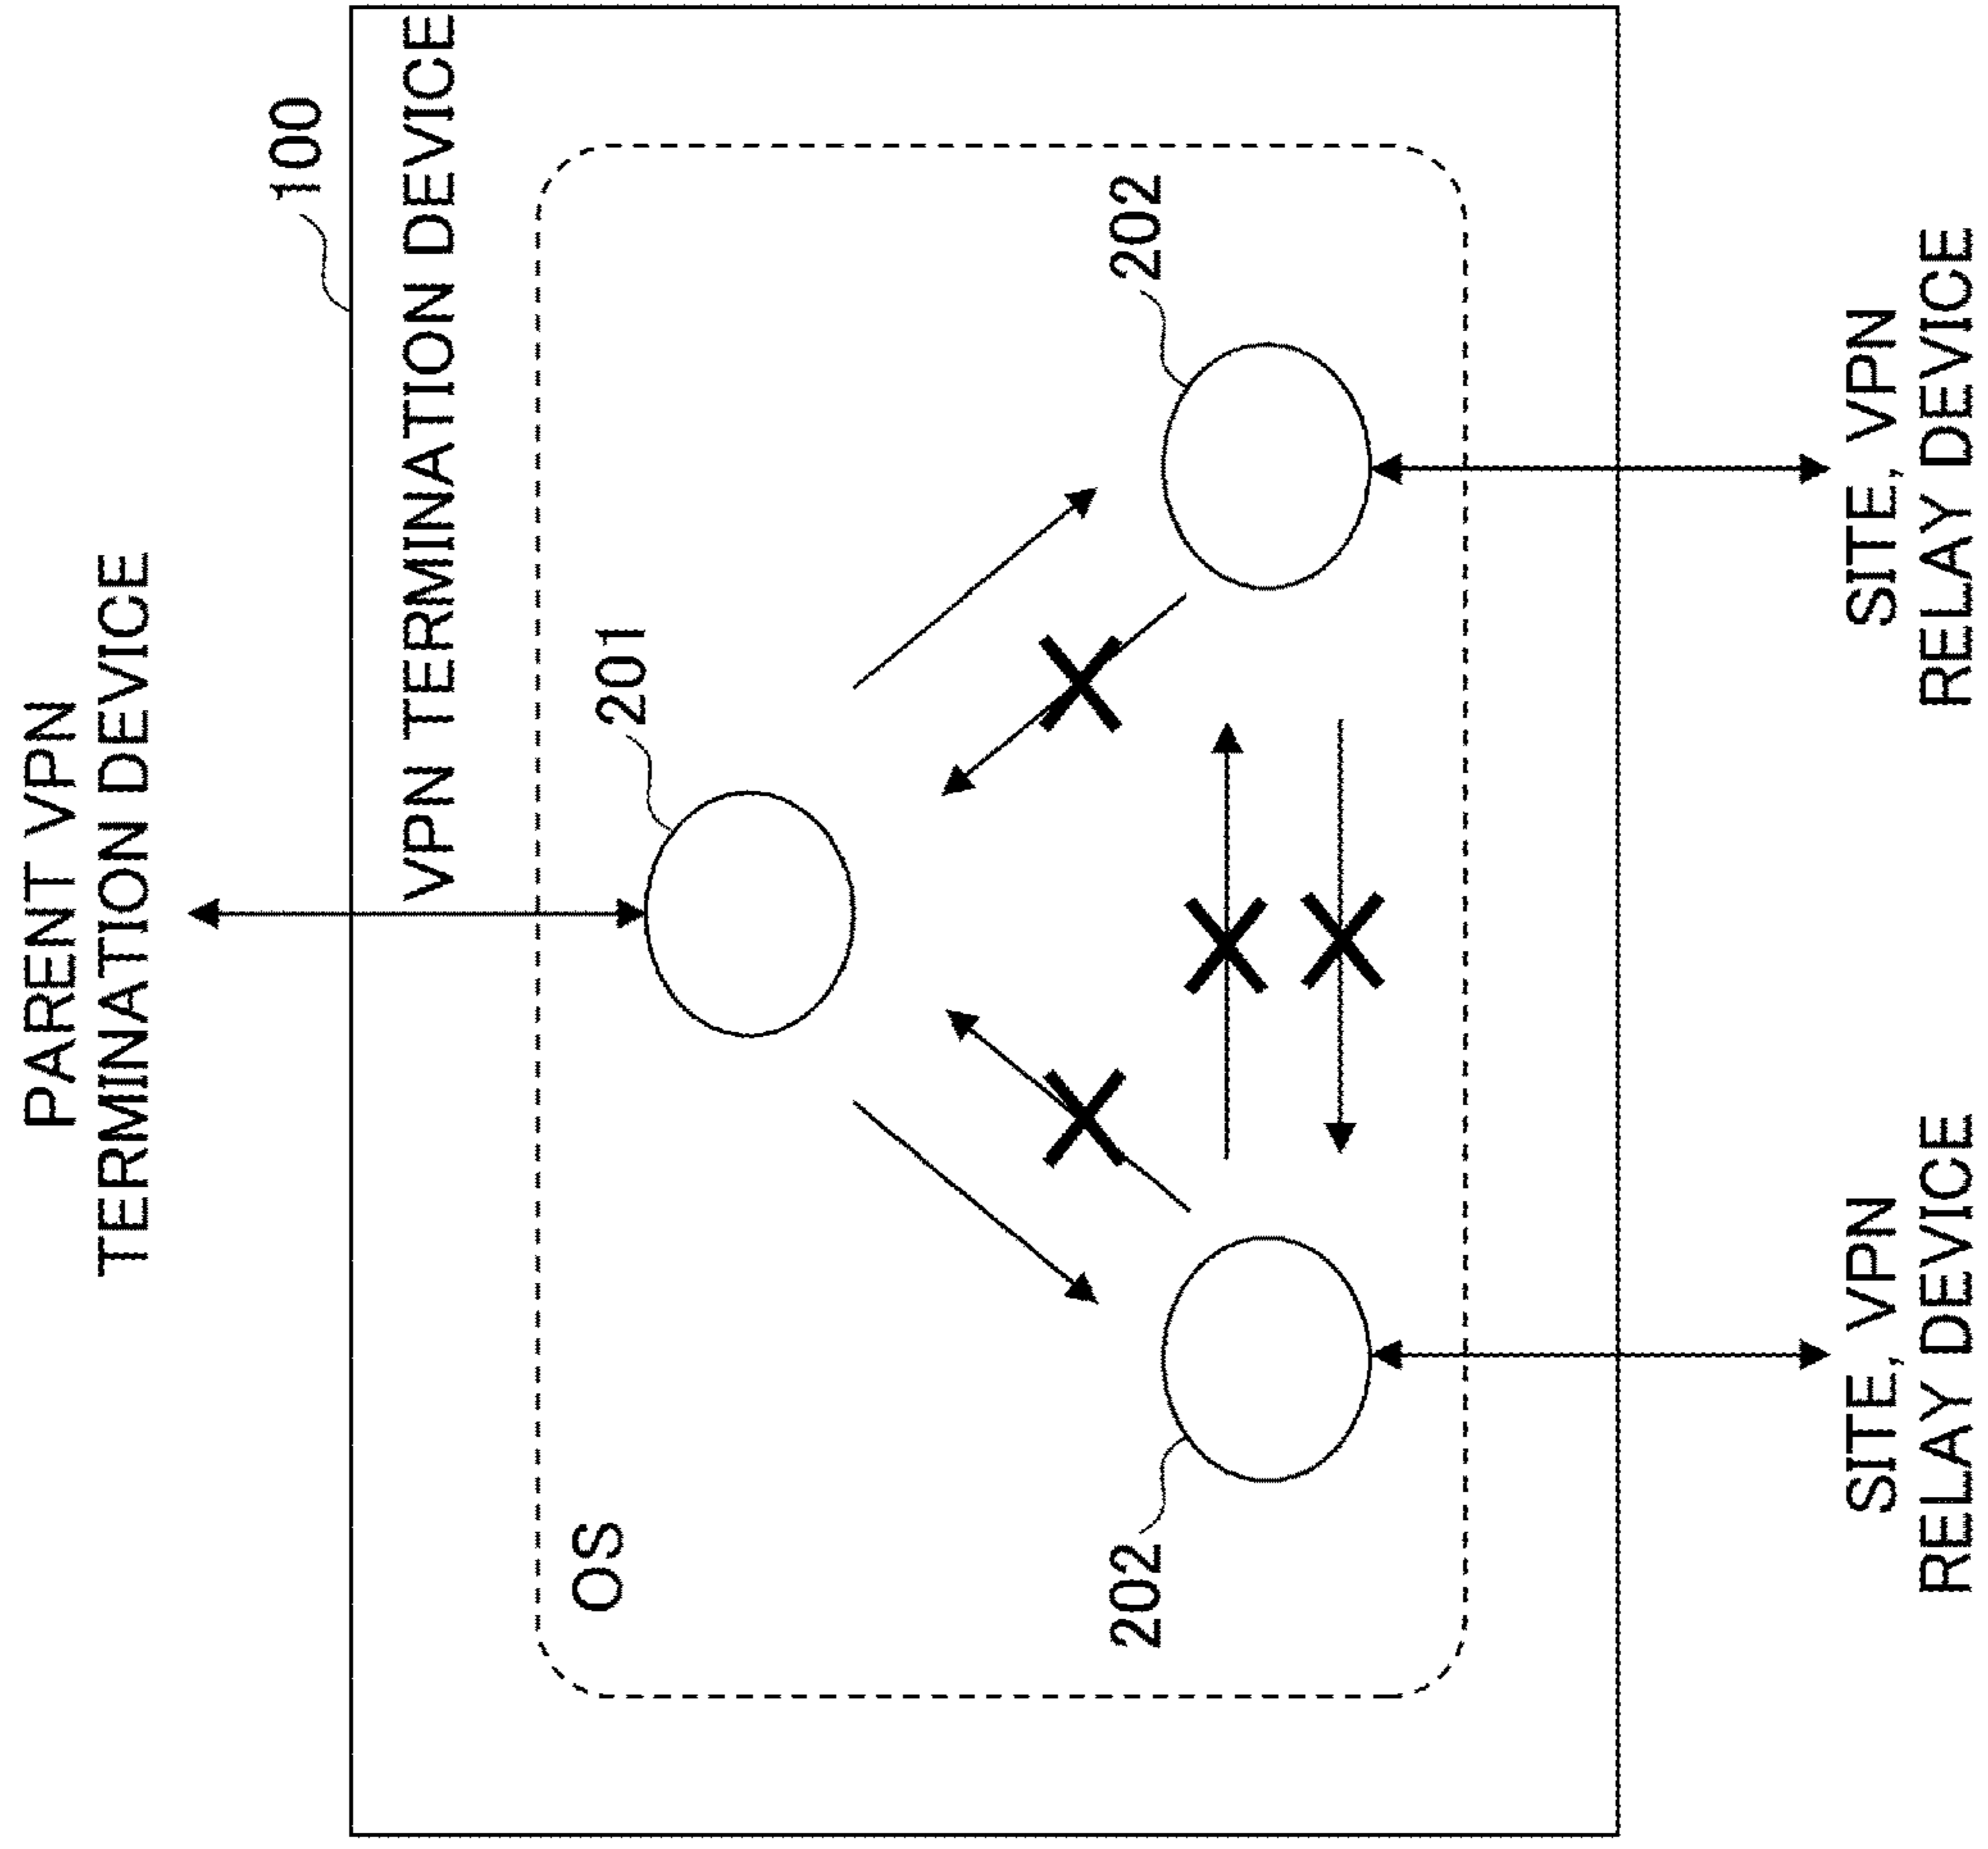 PARENT VPN
TERMINATION DEVICE
100
VPN TERMINATION DEVICE
OS
201
202
202
SITE, VPN
RELAY DEVICE
SITE, VPN
RELAY DEVICE